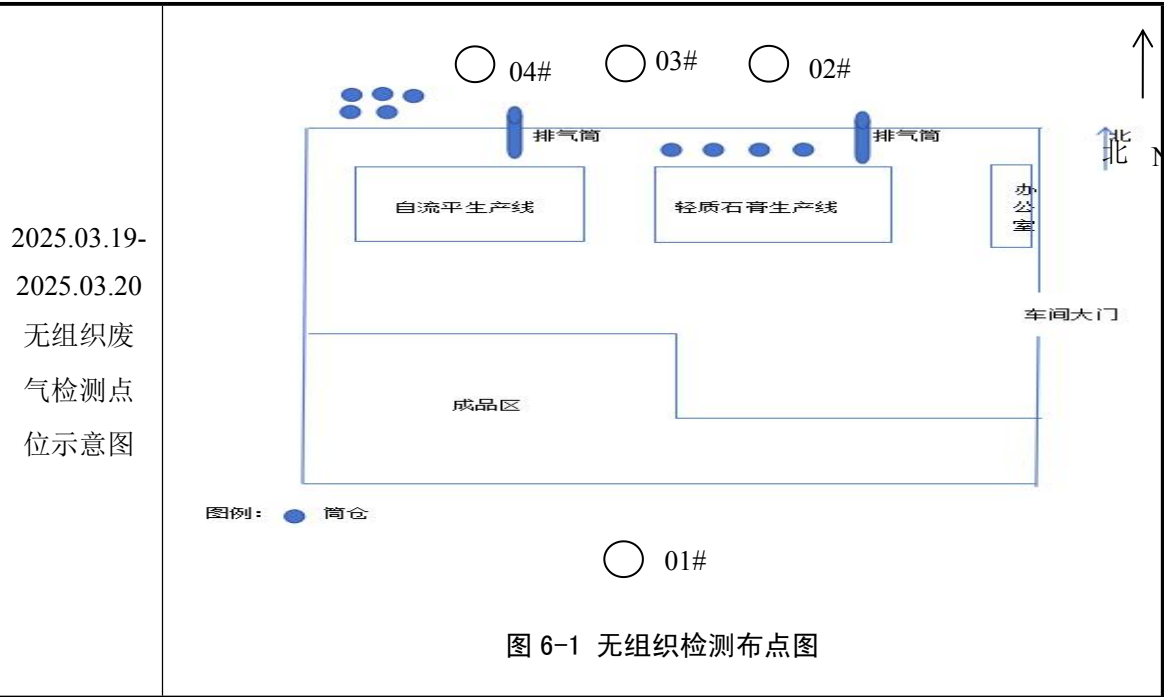 2025.03.19-
2025.03.20
无组织废
气检测点
位示意图
04#
03#
02#
排气筒
排气筒
北
北 N
自流平生产线
轻质石膏生产线
办
公
室
车间大门
成品区
图例：
筒仓
01#
图 6-1 无组织检测布点图